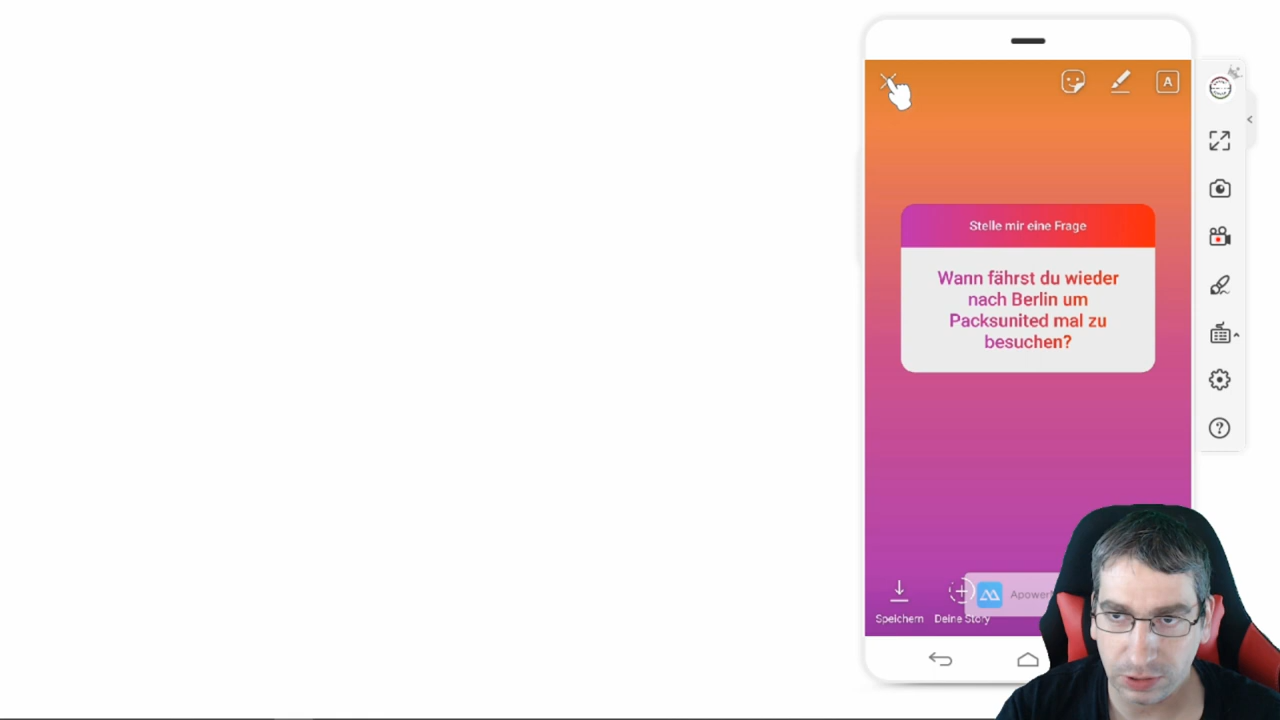 A
Stelle mir eine Frage
Wann fährst du wieder
nach Berlin um
Packsunited mal zu
besuchen?
Speichern
Deine Story